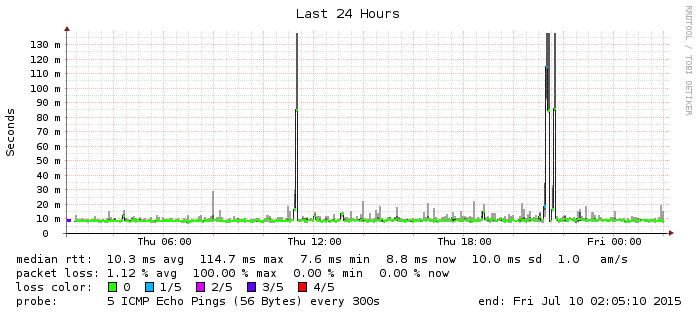 Last 24 Hours
RRDTOOL / TOBI OETIKER
Seconds
130 m
120 m
110 m
100 m
90 m
80 m
70 m
60 m
50 m
40 m
30 m
20 m
10 m
0
Thu 06:00 Thu 12:00 Thu 18:00 Fri 00:00
median rtt: 10.3 ms avg 114.7 ms max 7.6 ms min 8.8 ms now 10.0 ms sd 1.0 am/s
packet loss: 1.12 % avg 100.00 % max 0.00 % min 0.00 % now
loss color: 0 1/5 2/5 3/5 4/5
probe: 5 ICMP Echo Pings (56 Bytes) every 300s end: Fri Jul 10 02:05:10 2015